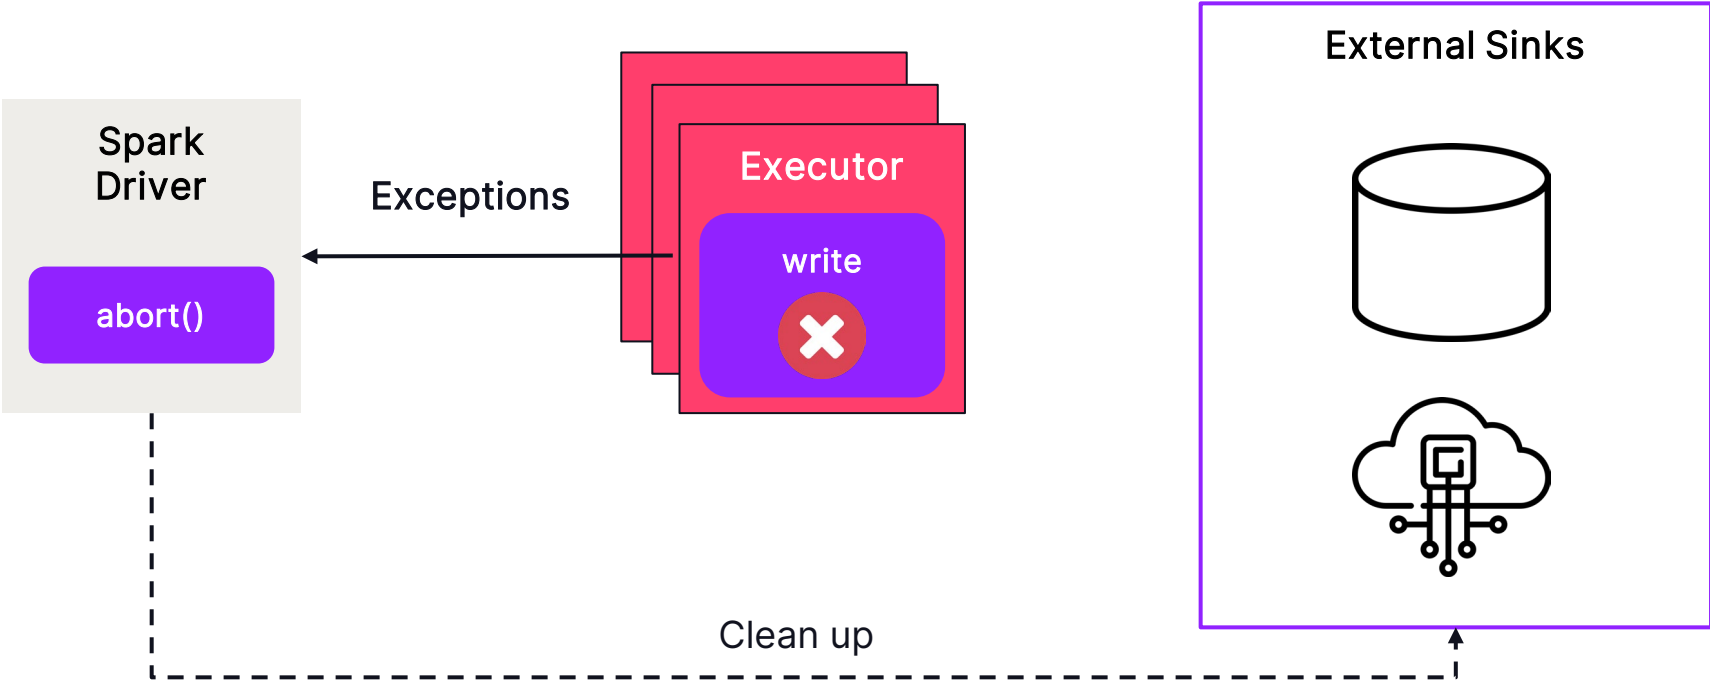 Spark
Driver
abort()
Exceptions
Executor
write
External Sinks
Clean up